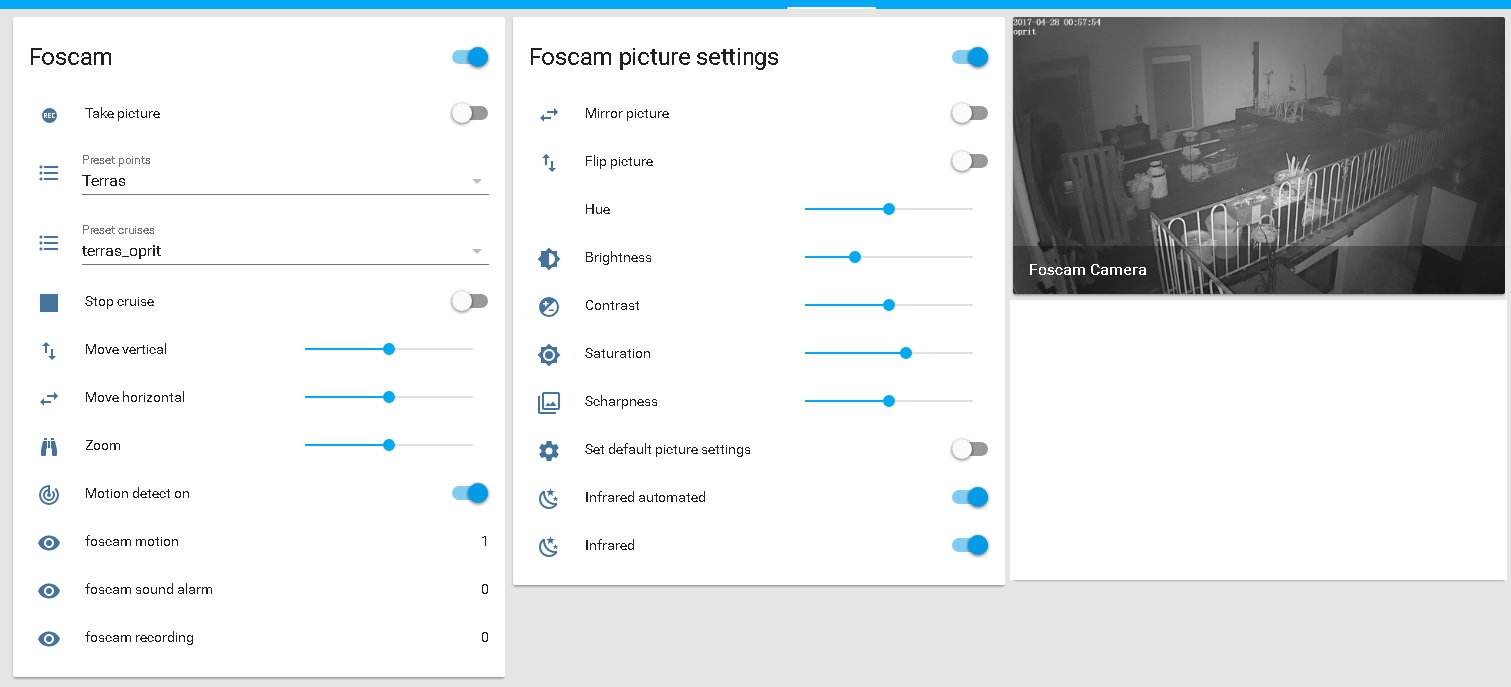 Foscam
REC
Take picture
Preset points
Terras
Preset cruises
terras_oprit
Stop cruise
Move vertical
Move horizontal
Zoom
Motion detect on
foscam motion 1
foscam sound alarm 0
foscam recording 0
Foscam picture settings
Mirror picture
Flip picture
Hue
Brightness
Contrast
Saturation
Scharpness
Set default picture settings
Infrared automated
Infrared
2017-04-28 00:57:54
oprit
Foscam Camera